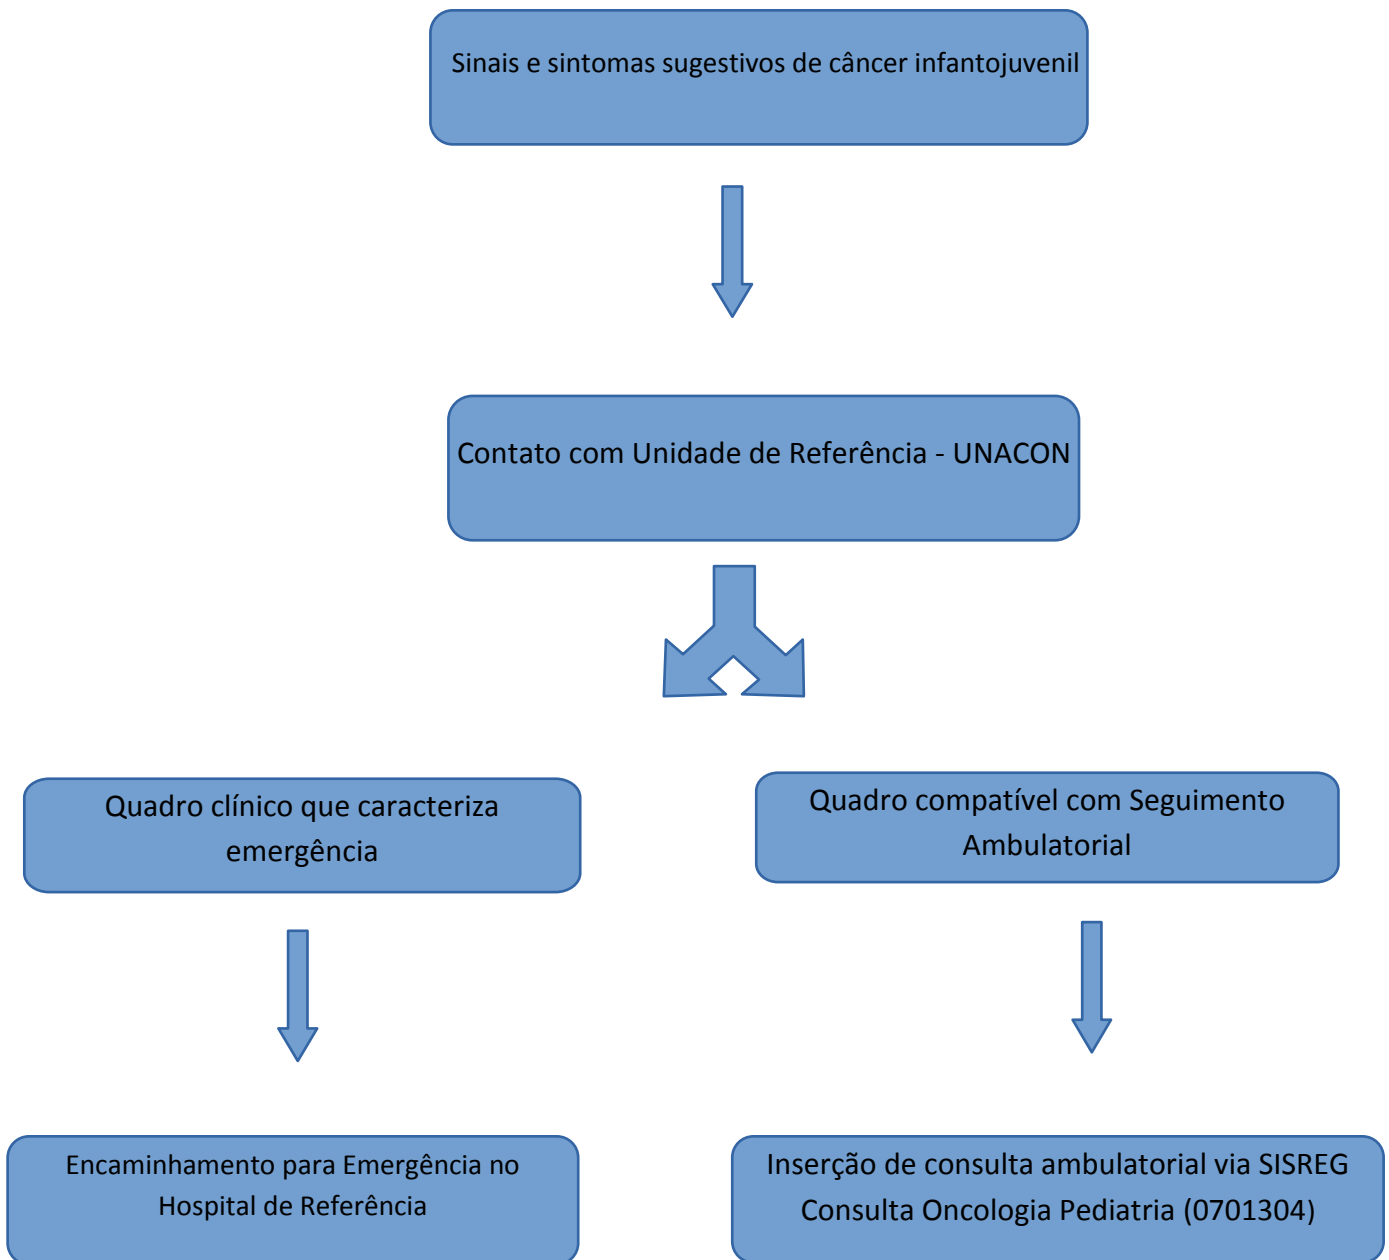 Sinais e sintomas sugestivos de câncer infantojuvenil
Contato com Unidade de Referência - UNACON
Quadro clínico que caracteriza
emergência
Quadro compatível com Seguimento
Ambulatorial
Encaminhamento para Emergência no
Hospital de Referência
Inserção de consulta ambulatorial via SISREG
Consulta Oncologia Pediatria (0701304)